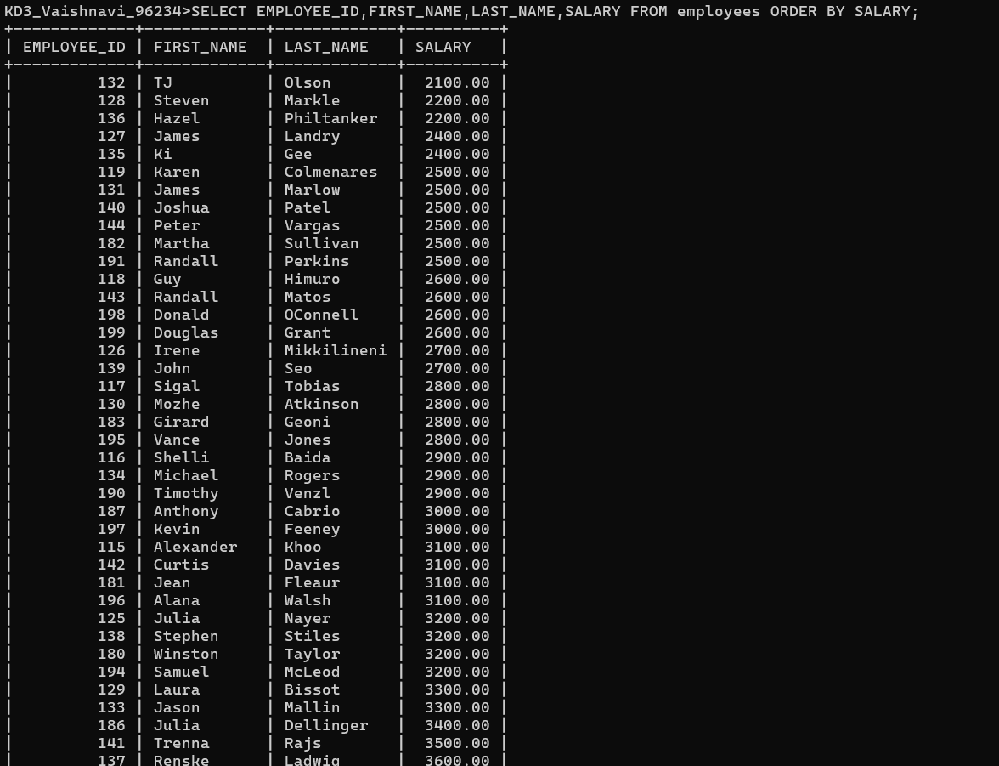 KD3_Vaishnavi_96234>SELECT EMPLOYEE_ID,FIRST_NAME,LAST_NAME,SALARY FROM employees ORDER BY SALARY;
+-------------+-------------+-------------+----------+
| EMPLOYEE_ID | FIRST_NAME  | LAST_NAME   | SALARY   |
+-------------+-------------+-------------+----------+
|         132 | TJ          | Olson       |  2100.00 |
|         128 | Steven      | Markle      |  2200.00 |
|         136 | Hazel       | Philtanker  |  2200.00 |
|         127 | James       | Landry      |  2400.00 |
|         135 | Ki          | Gee         |  2400.00 |
|         119 | Karen       | Colmenares  |  2500.00 |
|         131 | James       | Marlow      |  2500.00 |
|         140 | Joshua      | Patel       |  2500.00 |
|         144 | Peter       | Vargas      |  2500.00 |
|         182 | Martha      | Sullivan    |  2500.00 |
|         191 | Randall     | Perkins     |  2500.00 |
|         118 | Guy         | Himuro      |  2600.00 |
|         143 | Randall     | Matos       |  2600.00 |
|         198 | Donald      | OConnell    |  2600.00 |
|         199 | Douglas     | Grant       |  2600.00 |
|         126 | Irene       | Mikkilineni |  2700.00 |
|         139 | John        | Seo         |  2700.00 |
|         117 | Sigal       | Tobias      |  2800.00 |
|         130 | Mozhe       | Atkinson    |  2800.00 |
|         183 | Girard      | Geoni       |  2800.00 |
|         195 | Vance       | Jones       |  2800.00 |
|         116 | Shelli      | Baida       |  2900.00 |
|         134 | Michael     | Rogers      |  2900.00 |
|         190 | Timothy     | Venzl       |  2900.00 |
|         187 | Anthony     | Cabrio      |  3000.00 |
|         197 | Kevin       | Feeney      |  3000.00 |
|         115 | Alexander   | Khoo        |  3100.00 |
|         142 | Curtis      | Davies      |  3100.00 |
|         181 | Jean        | Fleaur      |  3100.00 |
|         196 | Alana       | Walsh       |  3100.00 |
|         125 | Julia       | Nayer       |  3200.00 |
|         138 | Stephen     | Stiles      |  3200.00 |
|         180 | Winston     | Taylor      |  3200.00 |
|         194 | Samuel      | McLeod      |  3200.00 |
|         129 | Laura       | Bissot      |  3300.00 |
|         133 | Jason       | Mallin      |  3300.00 |
|         186 | Julia       | Dellinger   |  3400.00 |
|         141 | Trenna      | Rajs        |  3500.00 |
|         137 | Renske      | Ladwig      |  3600.00 |